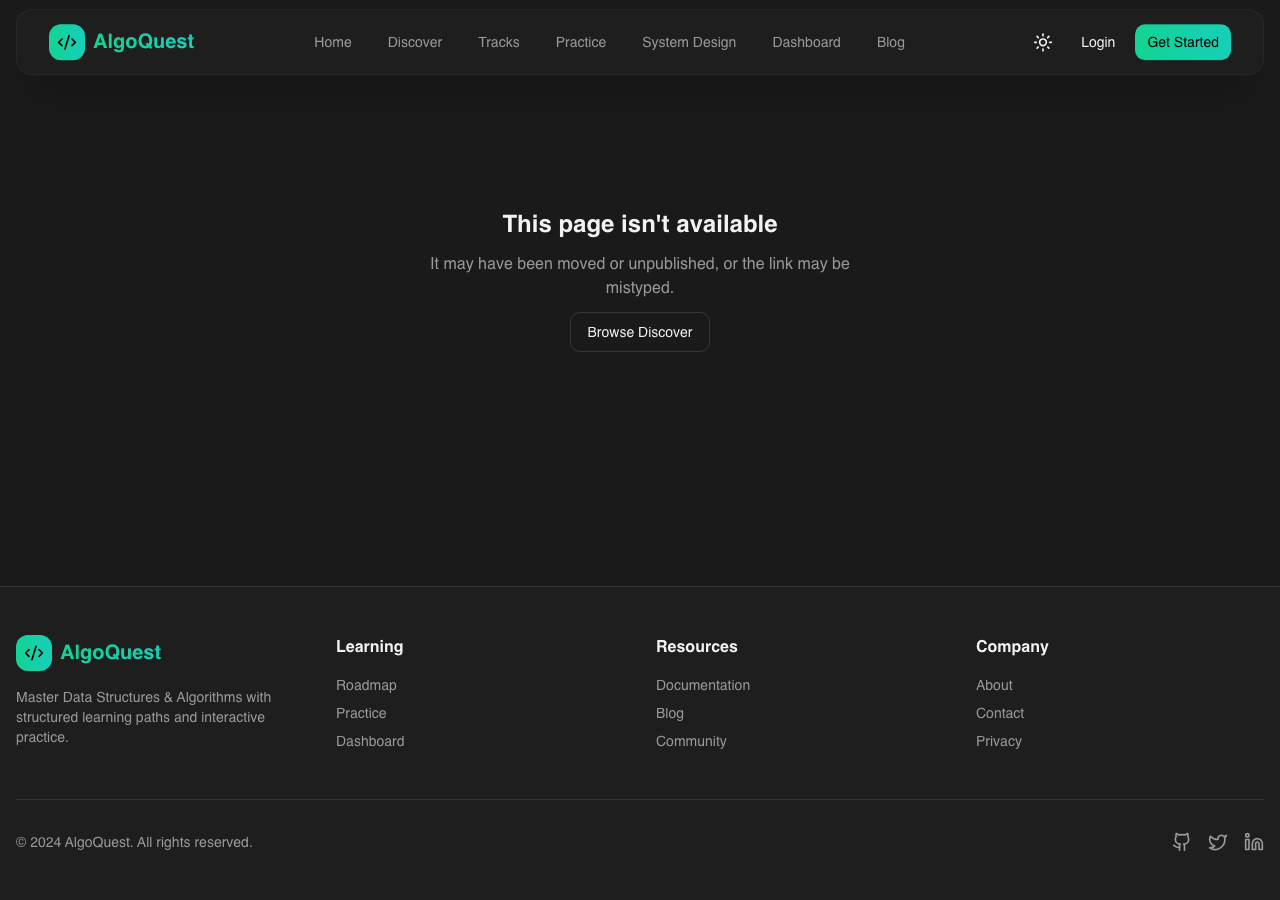 AlgoQuest
Home
Discover
Tracks
Practice
System Design
Dashboard
Blog
Login
Get Started
This page isn't available
It may have been moved or unpublished, or the link may be
mistyped.
Browse Discover
AlgoQuest
Master Data Structures & Algorithms with
structured learning paths and interactive
practice.
Learning
Roadmap
Practice
Dashboard
Resources
Documentation
Blog
Community
Company
About
Contact
Privacy
© 2024 AlgoQuest. All rights reserved.